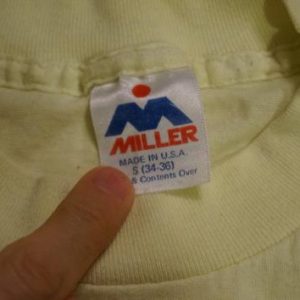 MILLER
MADE IN U.S.A.
S (34-36)
& Contents Over